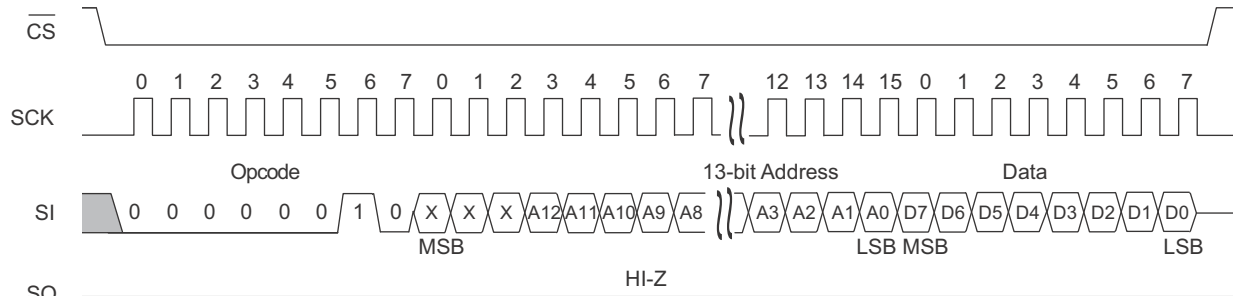 CS
0 1 2 3 4 5 6 7 0 1 2 3 4 5 6 7 12 13 14 15 0 1 2 3 4 5 6 7
SCK
Opcode 13-bit Address Data
SI 0 0 0 0 0 0 1 0 X X X A12 A11 A10 A9 A8 A3 A2 A1 A0 D7 D6 D5 D4 D3 D2 D1 D0
MSB LSB MSB LSB
HI-Z
SO